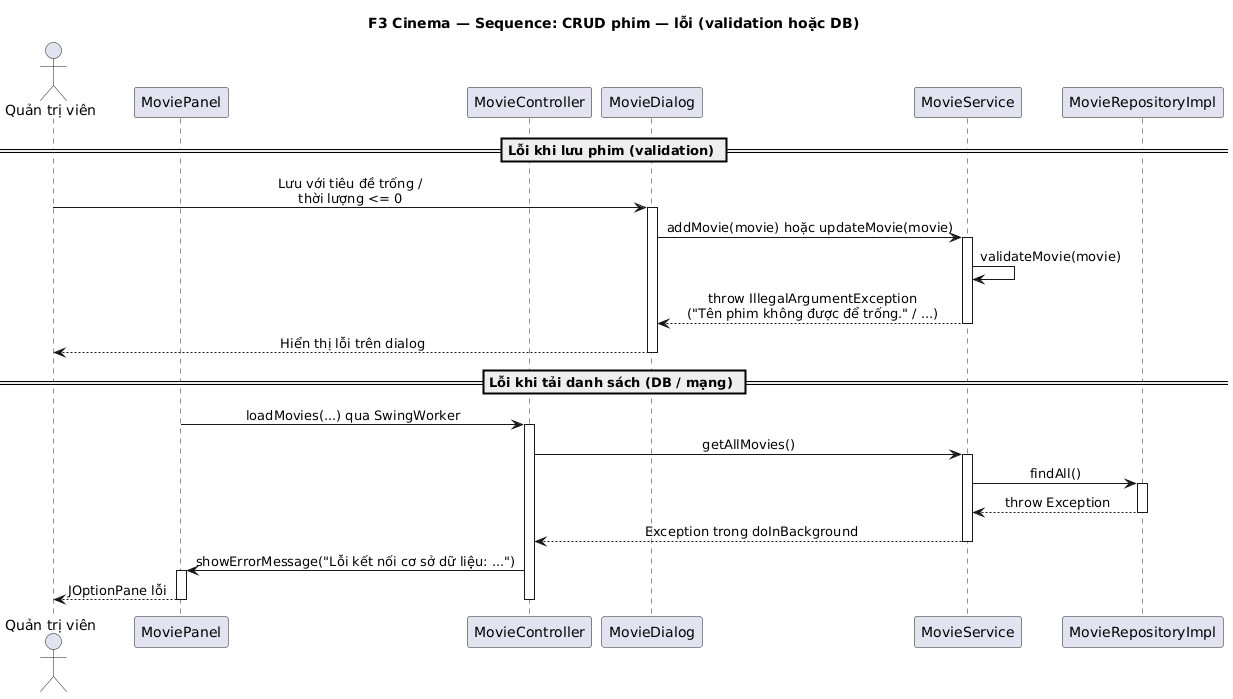 F3 Cinema — Sequence: CRUD phim — lỗi (validation hoặc DB)
Quản trị viên
MoviePanel
MovieController
MovieDialog
MovieService
MovieRepositoryImpl
Lỗi khi lưu phim (validation)
Lưu với tiêu đề trống /
thời lượng <= 0
addMovie(movie) hoặc updateMovie(movie)
validateMovie(movie)
throw IllegalArgumentException
("Tên phim không được để trống." / ...)
Hiển thị lỗi trên dialog
Lỗi khi tải danh sách (DB / mạng)
loadMovies(...) qua SwingWorker
getAllMovies()
findAll()
throw Exception
Exception trong doInBackground
showErrorMessage("Lỗi kết nối cơ sở dữ liệu: ...")
JOptionPane lỗi
Quản trị viên
MoviePanel
MovieController
MovieDialog
MovieService
MovieRepositoryImpl